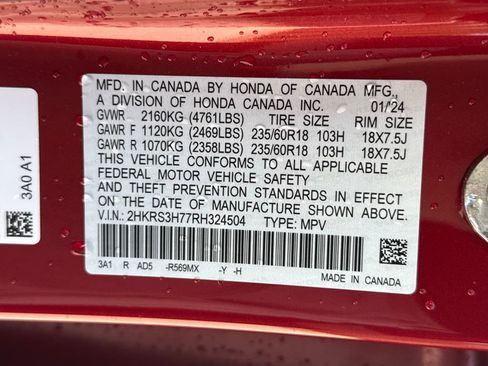 MFD. IN CANADA BY HONDA OF CANADA MFG.,
A DIVISION OF HONDA CANADA INC. 01/24
GVWR 2160KG (4761LBS) TIRE SIZE RIM SIZE
GAWR F 1120KG (2469LBS) 235/60R18 103H 18X7.5J
GAWR R 1070KG (2358LBS) 235/60R18 103H 18X7.5J
THIS VEHICLE CONFORMS TO ALL APPLICABLE
FEDERAL MOTOR VEHICLE SAFETY
AND THEFT PREVENTION STANDARDS IN EFFECT
ON THE DATE OF MANUFACTURE SHOWN ABOVE.
V.I.N.: 2HKRS3H77RH324504 TYPE: MPV
3A1 R AD5 -R569MX -Y -H MADE IN CANADA
3A0 A1